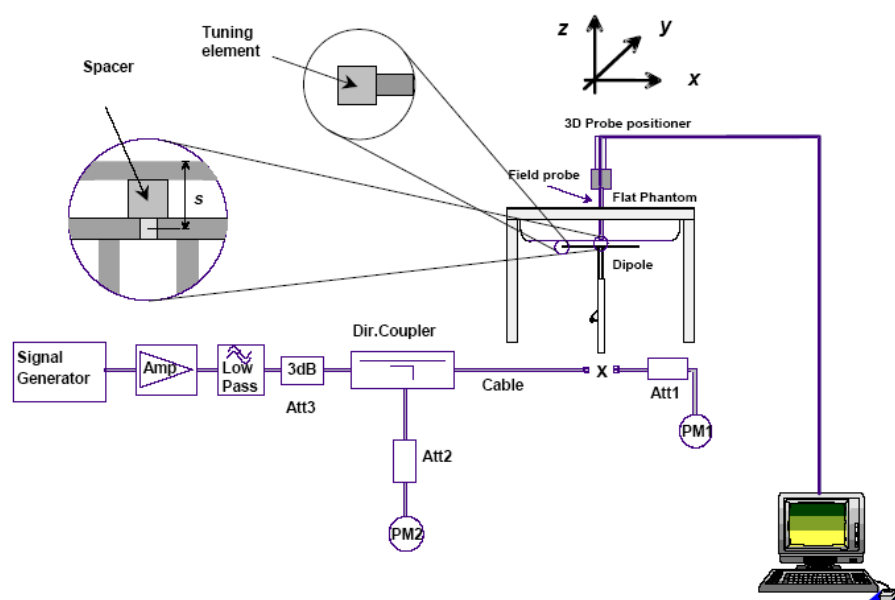 Tuning
element
Spacer
s
z
y
x
3D Probe positioner
Field probe
Flat Phantom
Dipole
Dir.Coupler
Signal
Generator
Amp
Low
Pass
3dB
Att3
Cable
X
Att1
PM1
Att2
PM2